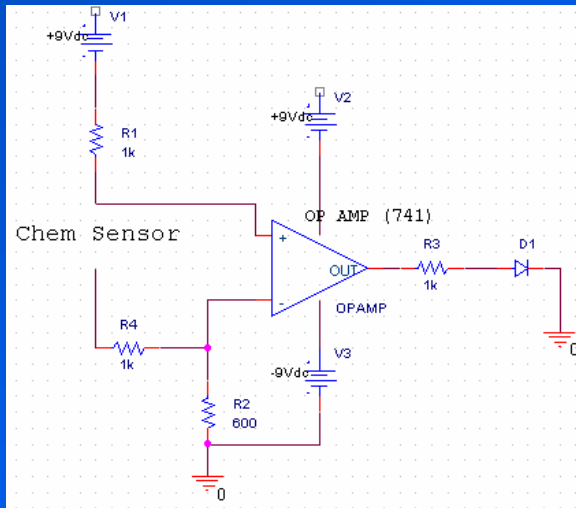 V1
+9Vdc
R1
1k
V2
+9Vdc
OP AMP (741)
Chem Sensor
+
OUT
-
OPAMP
R3
1k
D1
0
R4
1k
V3
-9Vdc
R2
600
0